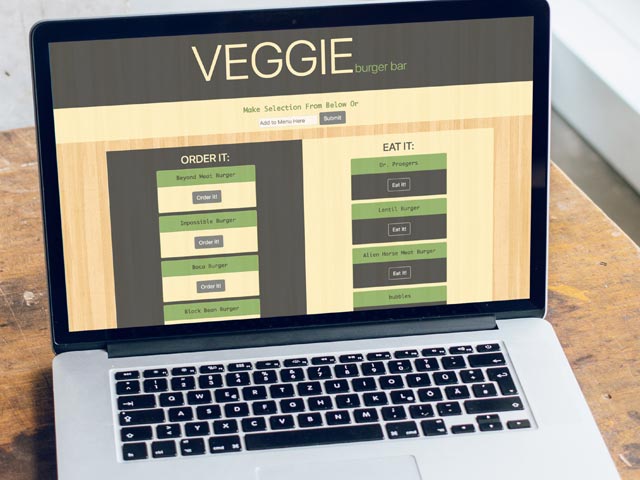 VEGGIE burger bar
Make Selection From Below Or
Add to Menu Here Submit
ORDER IT:
Beyond Meat Burger
Order It!
Impossible Burger
Order It!
Boca Burger
Order It!
Black Bean Burger
EAT IT:
Dr. Praegers
Eat It!
Lentil Burger
Eat It!
Alien Horse Meat Burger
Eat It!
bubbles